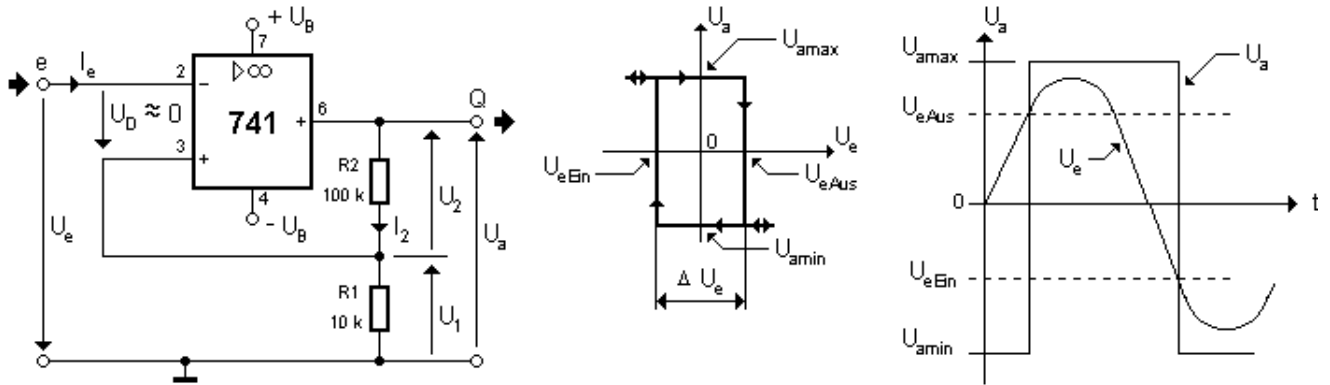 + U_B
7
e
I_e
2
-
▷∞
U_D ≈ 0
741
+
6
Q
3
+
4
- U_B
R2
100 k
I_2
U_2
U_e
U_a
R1
10 k
U_1
U_a
U_amax
0
U_e
U_eEin
U_eAus
U_amin
Δ U_e
U_a
U_amax
U_a
U_eAus
U_e
0
t
U_eEin
U_amin